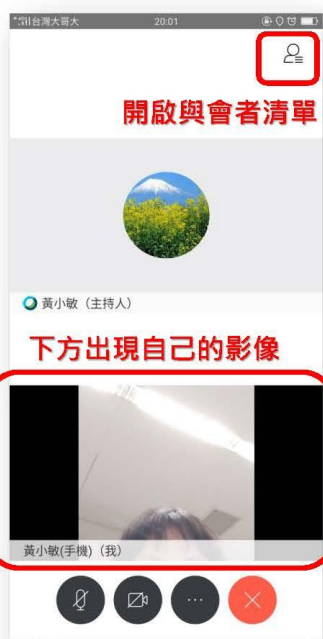 台灣大哥大
20:01
開啟與會者清單
黃小敏（主持人）
下方出現自己的影像
黃小敏(手機)（我）